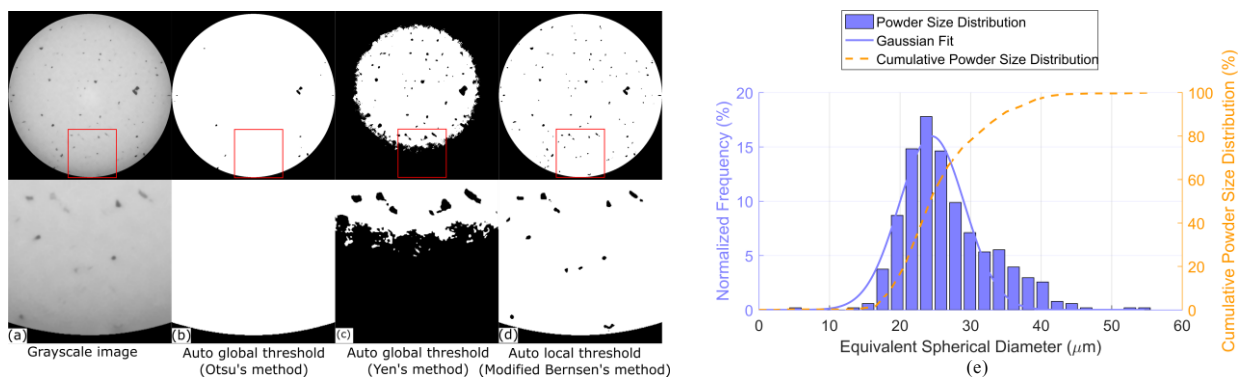 (a)
(b)
(c)
(d)
Grayscale image
Auto global threshold
(Otsu's method)
Auto global threshold
(Yen's method)
Auto local threshold
(Modified Bernsen's method)
Powder Size Distribution
Gaussian Fit
Cumulative Powder Size Distribution
Normalized Frequency (%)
20
15
10
5
0
0
10
20
30
40
50
60
Equivalent Spherical Diameter (μm)
100
80
60
40
20
0
Cumulative Powder Size Distribution (%)
(e)